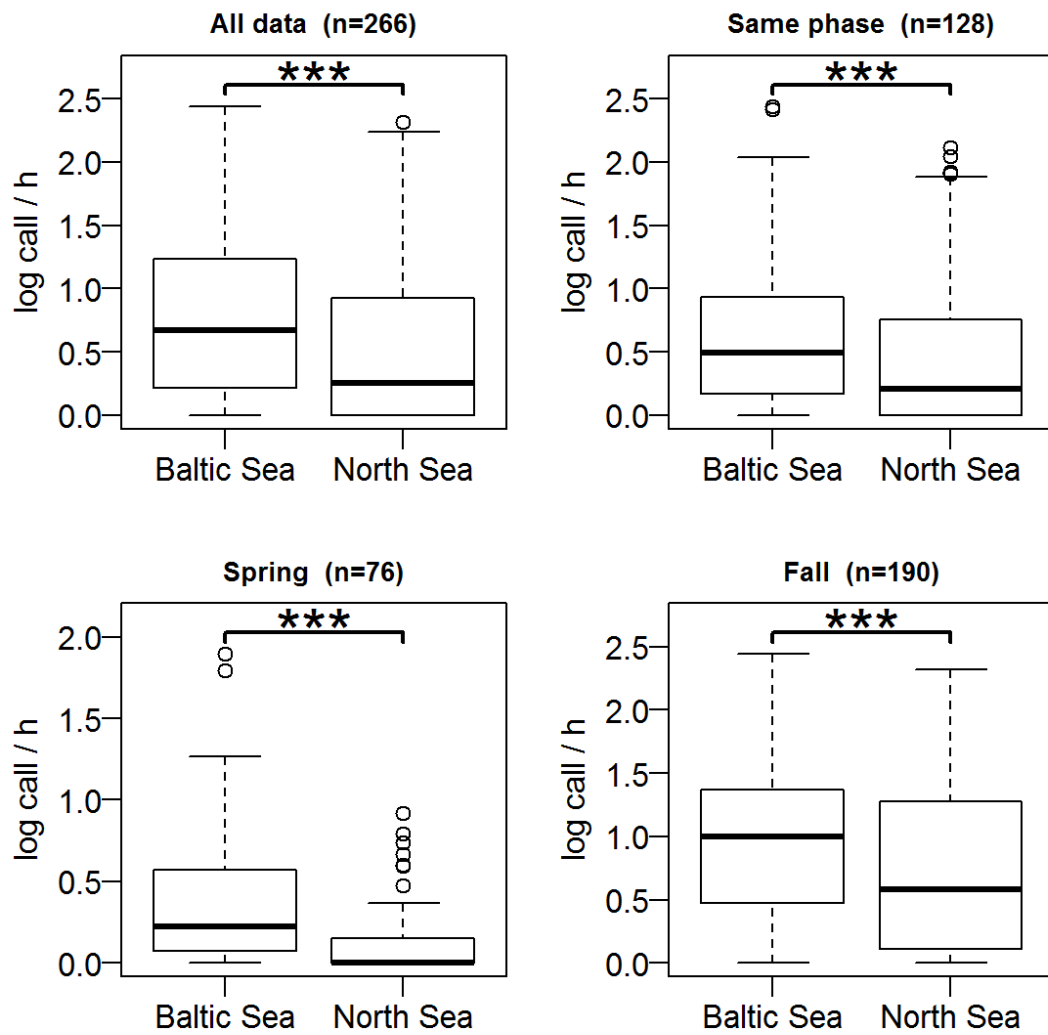 All data (n=266)
***
log call / h
2.5
2.0
1.5
1.0
0.5
0.0
Baltic Sea North Sea
Same phase (n=128)
***
log call / h
2.5
2.0
1.5
1.0
0.5
0.0
Baltic Sea North Sea
Spring (n=76)
***
log call / h
2.0
1.5
1.0
0.5
0.0
Baltic Sea North Sea
Fall (n=190)
***
log call / h
2.5
2.0
1.5
1.0
0.5
0.0
Baltic Sea North Sea